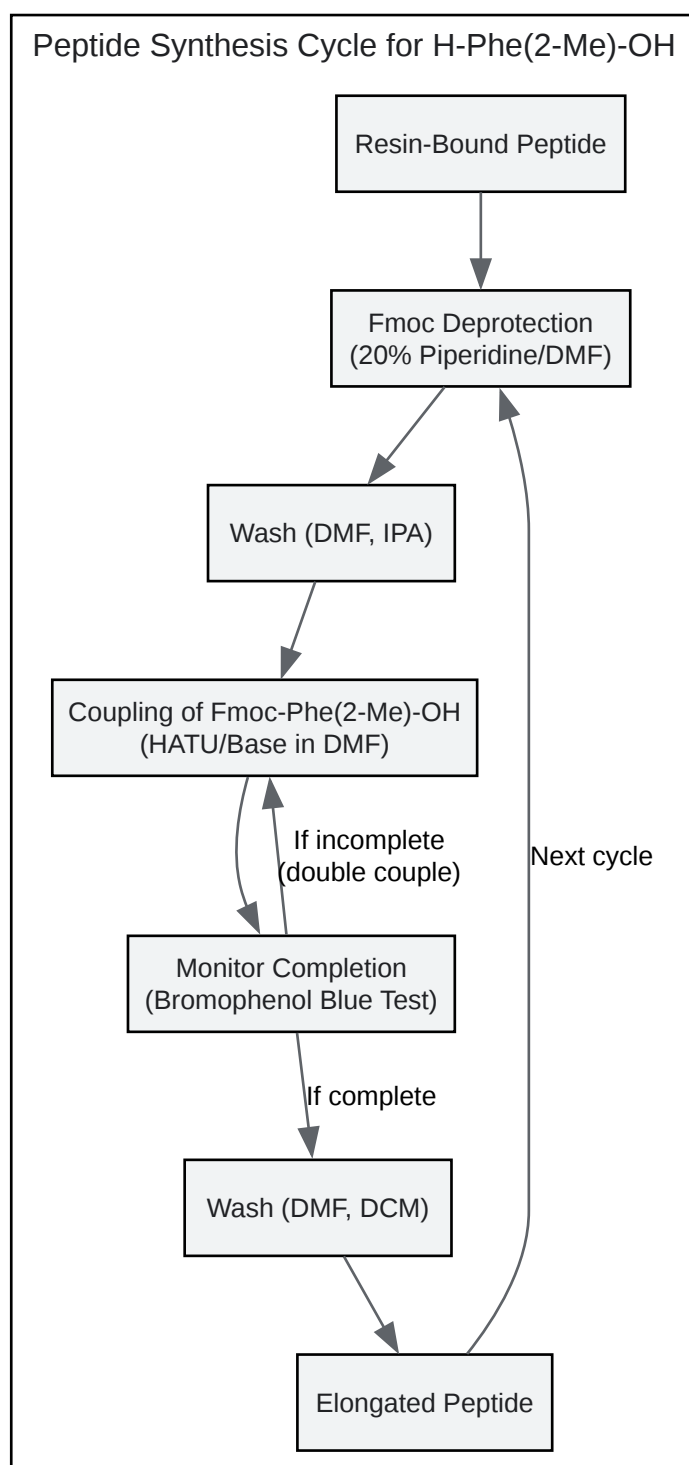 Peptide Synthesis Cycle for H-Phe(2-Me)-OH
Resin-Bound Peptide
Fmoc Deprotection
(20% Piperidine/DMF)
Wash (DMF, IPA)
Coupling of Fmoc-Phe(2-Me)-OH
(HATU/Base in DMF)
If incomplete
(double couple)
Next cycle
Monitor Completion
(Bromophenol Blue Test)
If complete
Wash (DMF, DCM)
Elongated Peptide